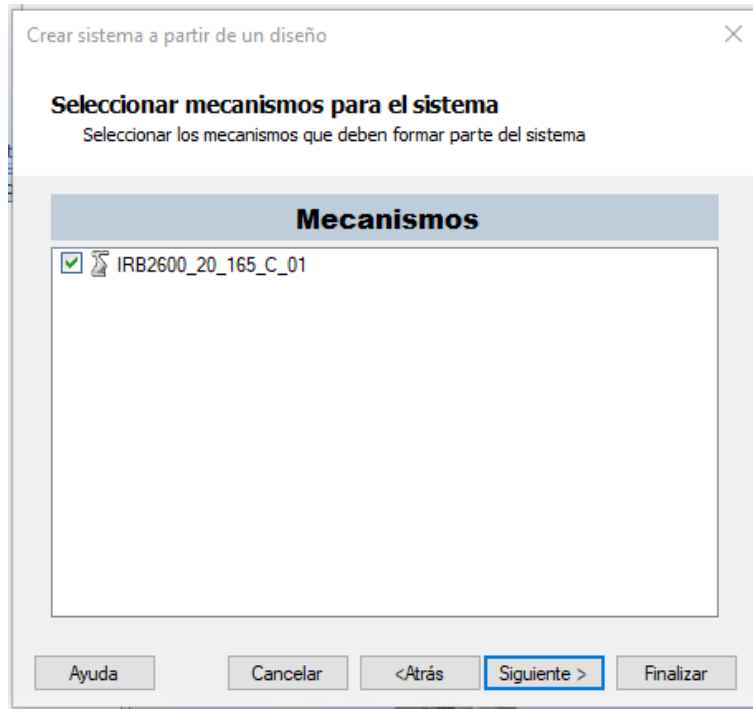 Crear sistema a partir de un diseño
Seleccionar mecanismos para el sistema
Seleccionar los mecanismos que deben formar parte del sistema
Mecanismos
IRB2600_20_165_C_01
Ayuda
Cancelar
<Atrás
Siguiente >
Finalizar